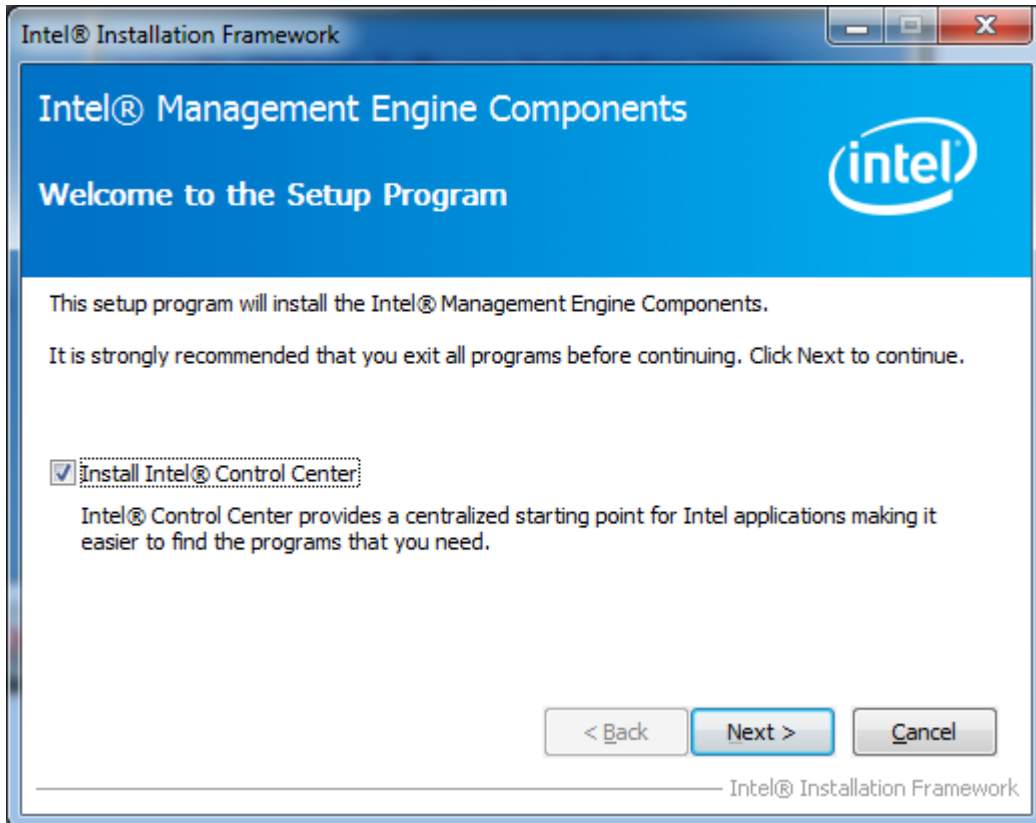 Intel® Installation Framework
Intel® Management Engine Components
intel
Welcome to the Setup Program
This setup program will install the Intel® Management Engine Components.
It is strongly recommended that you exit all programs before continuing. Click Next to continue.
Install Intel® Control Center
Intel® Control Center provides a centralized starting point for Intel applications making it
easier to find the programs that you need.
< Back Next > Cancel
Intel® Installation Framework